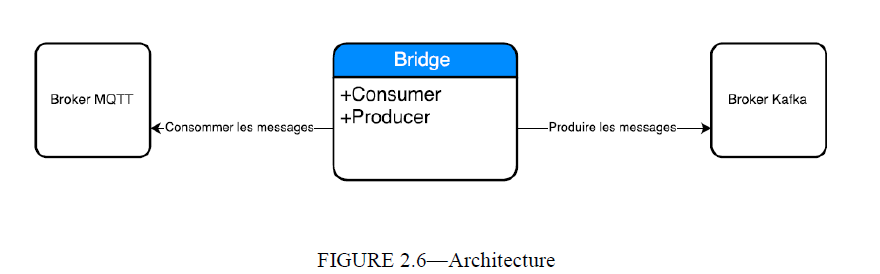 Bridge
+Consumer
+Producer
Broker MQTT
Consommer les messages
Produire les messages
Broker Kafka
FIGURE 2.6—Architecture